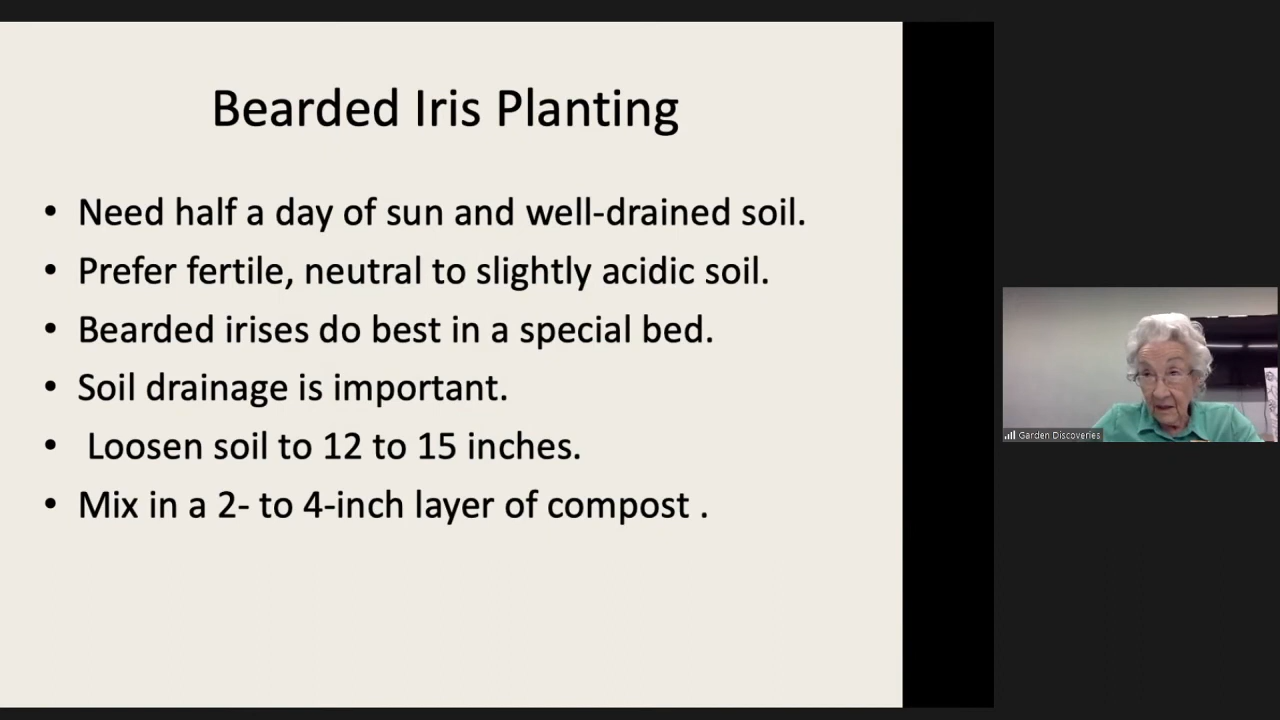 Bearded Iris Planting
• Need half a day of sun and well-drained soil.
• Prefer fertile, neutral to slightly acidic soil.
• Bearded irises do best in a special bed.
• Soil drainage is important.
• Loosen soil to 12 to 15 inches.
• Mix in a 2- to 4-inch layer of compost .
Garden Discoveries